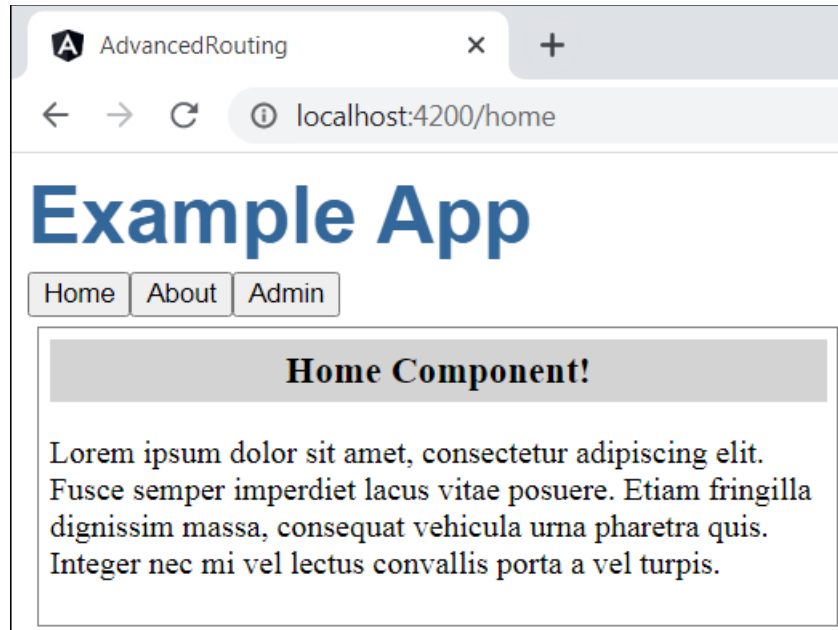 AdvancedRouting
localhost:4200/home
Example App
Home About Admin
Home Component!
Lorem ipsum dolor sit amet, consectetur adipiscing elit.
Fusce semper imperdiet lacus vitae posuere. Etiam fringilla
dignissim massa, consequat vehicula urna pharetra quis.
Integer nec mi vel lectus convallis porta a vel turpis.